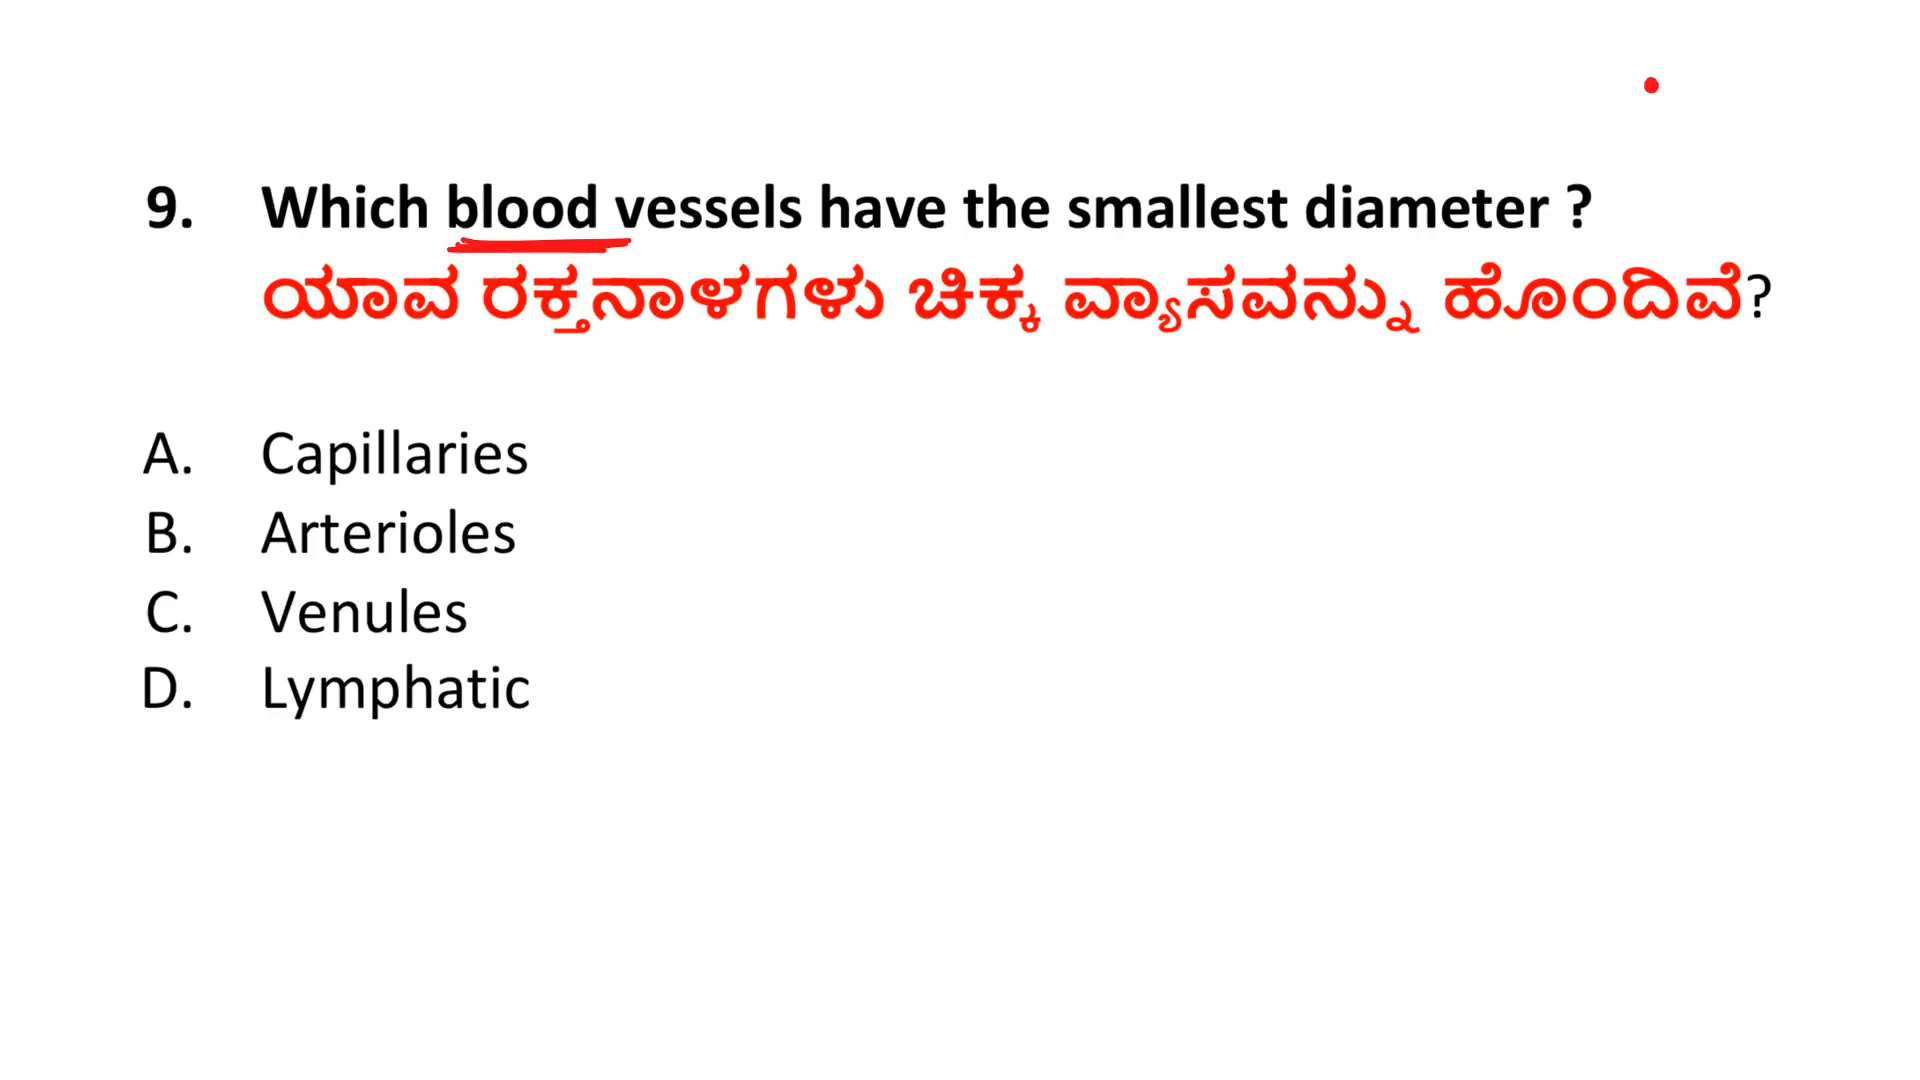 9. Which blood vessels have the smallest diameter ?
ಯಾವ ರಕ್ತನಾಳಗಳು ಚಿಕ್ಕ ವ್ಯಾಸವನ್ನು ಹೊಂದಿವೆ?
A. Capillaries
B. Arterioles
C. Venules
D. Lymphatic